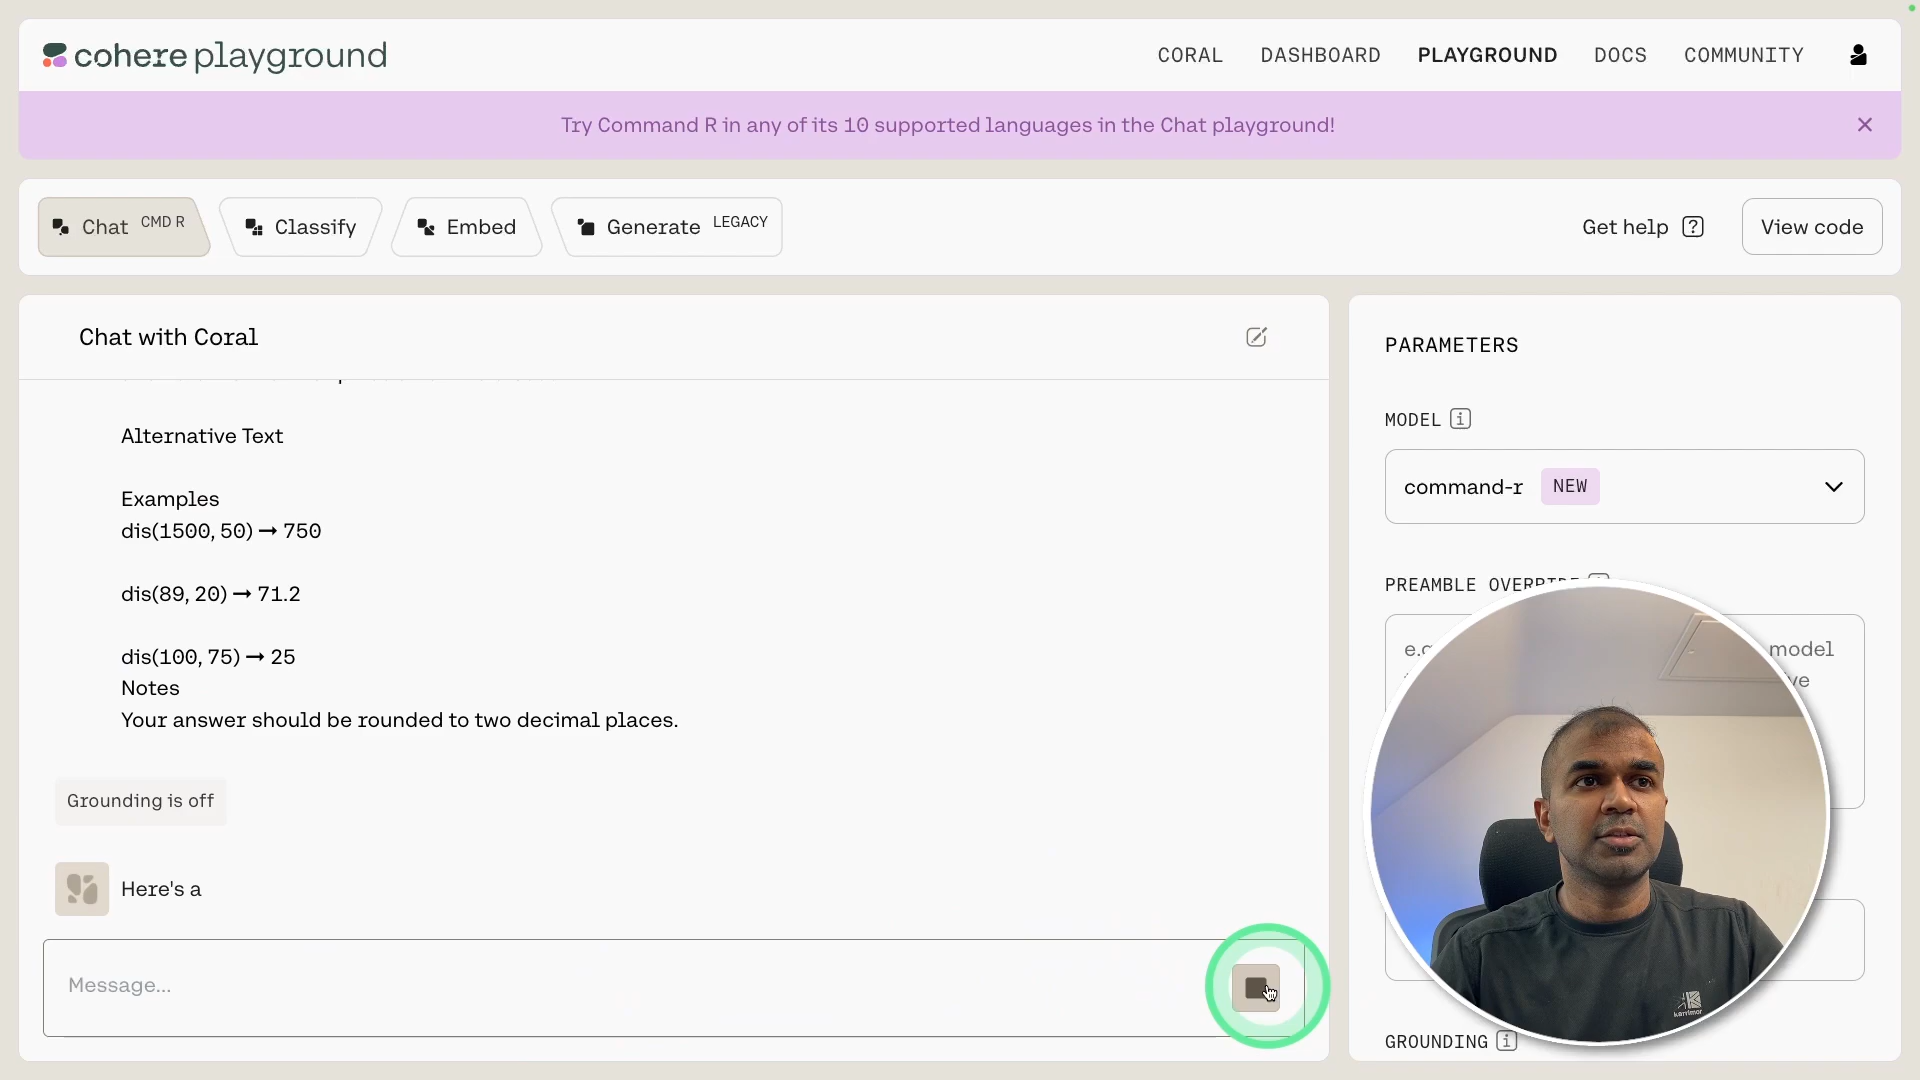 cohere playground
CORAL DASHBOARD PLAYGROUND DOCS COMMUNITY
Try Command R in any of its 10 supported languages in the Chat playground!
Chat CMD R Classify Embed Generate LEGACY
Get help ? View code
Chat with Coral
Alternative Text
Examples
dis(1500, 50) ➞ 750
dis(89, 20) ➞ 71.2
dis(100, 75) ➞ 25
Notes
Your answer should be rounded to two decimal places.
Grounding is off
Here's a
Message...
PARAMETERS
MODEL i
command-r NEW
PREAMBLE
model
GROUNDING i
karrimor